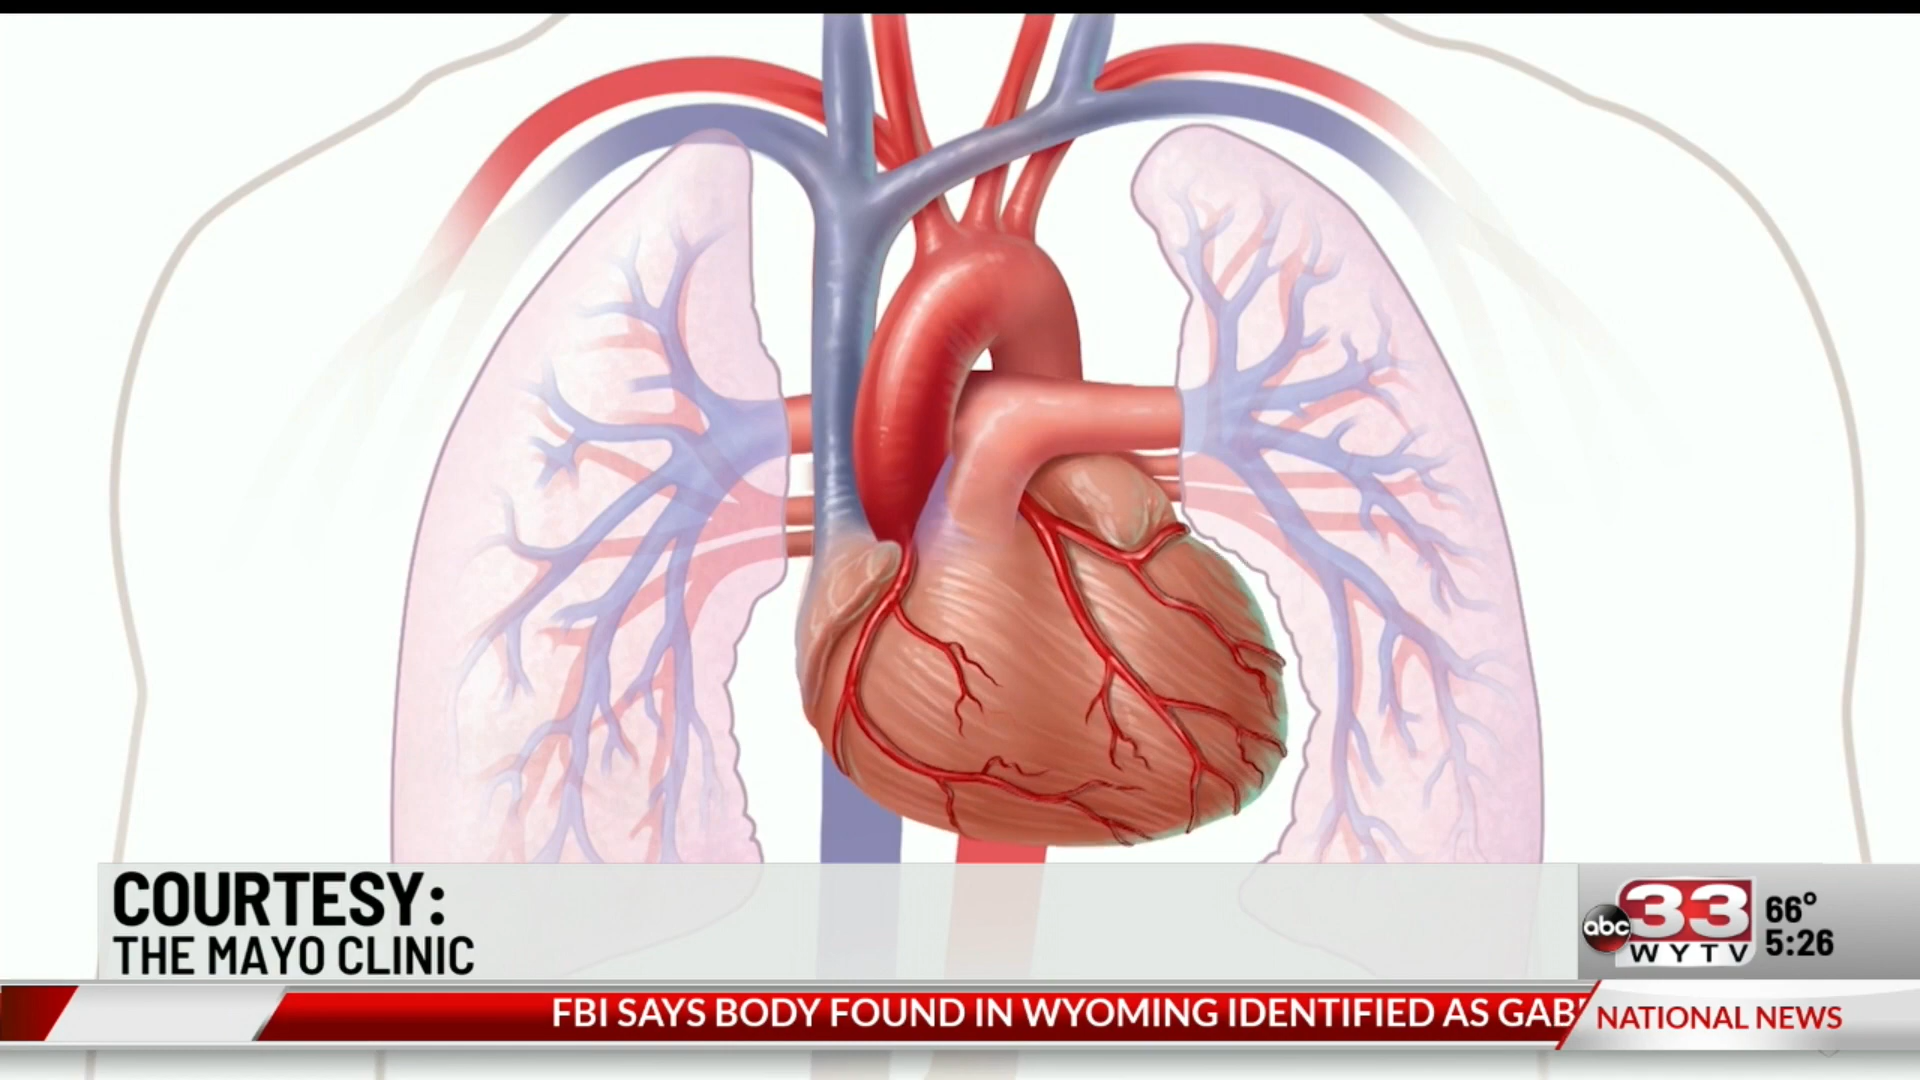 COURTESY:
THE MAYO CLINIC
abc
33
WYTV
66°
5:26
FBI SAYS BODY FOUND IN WYOMING IDENTIFIED AS GAB
NATIONAL NEWS